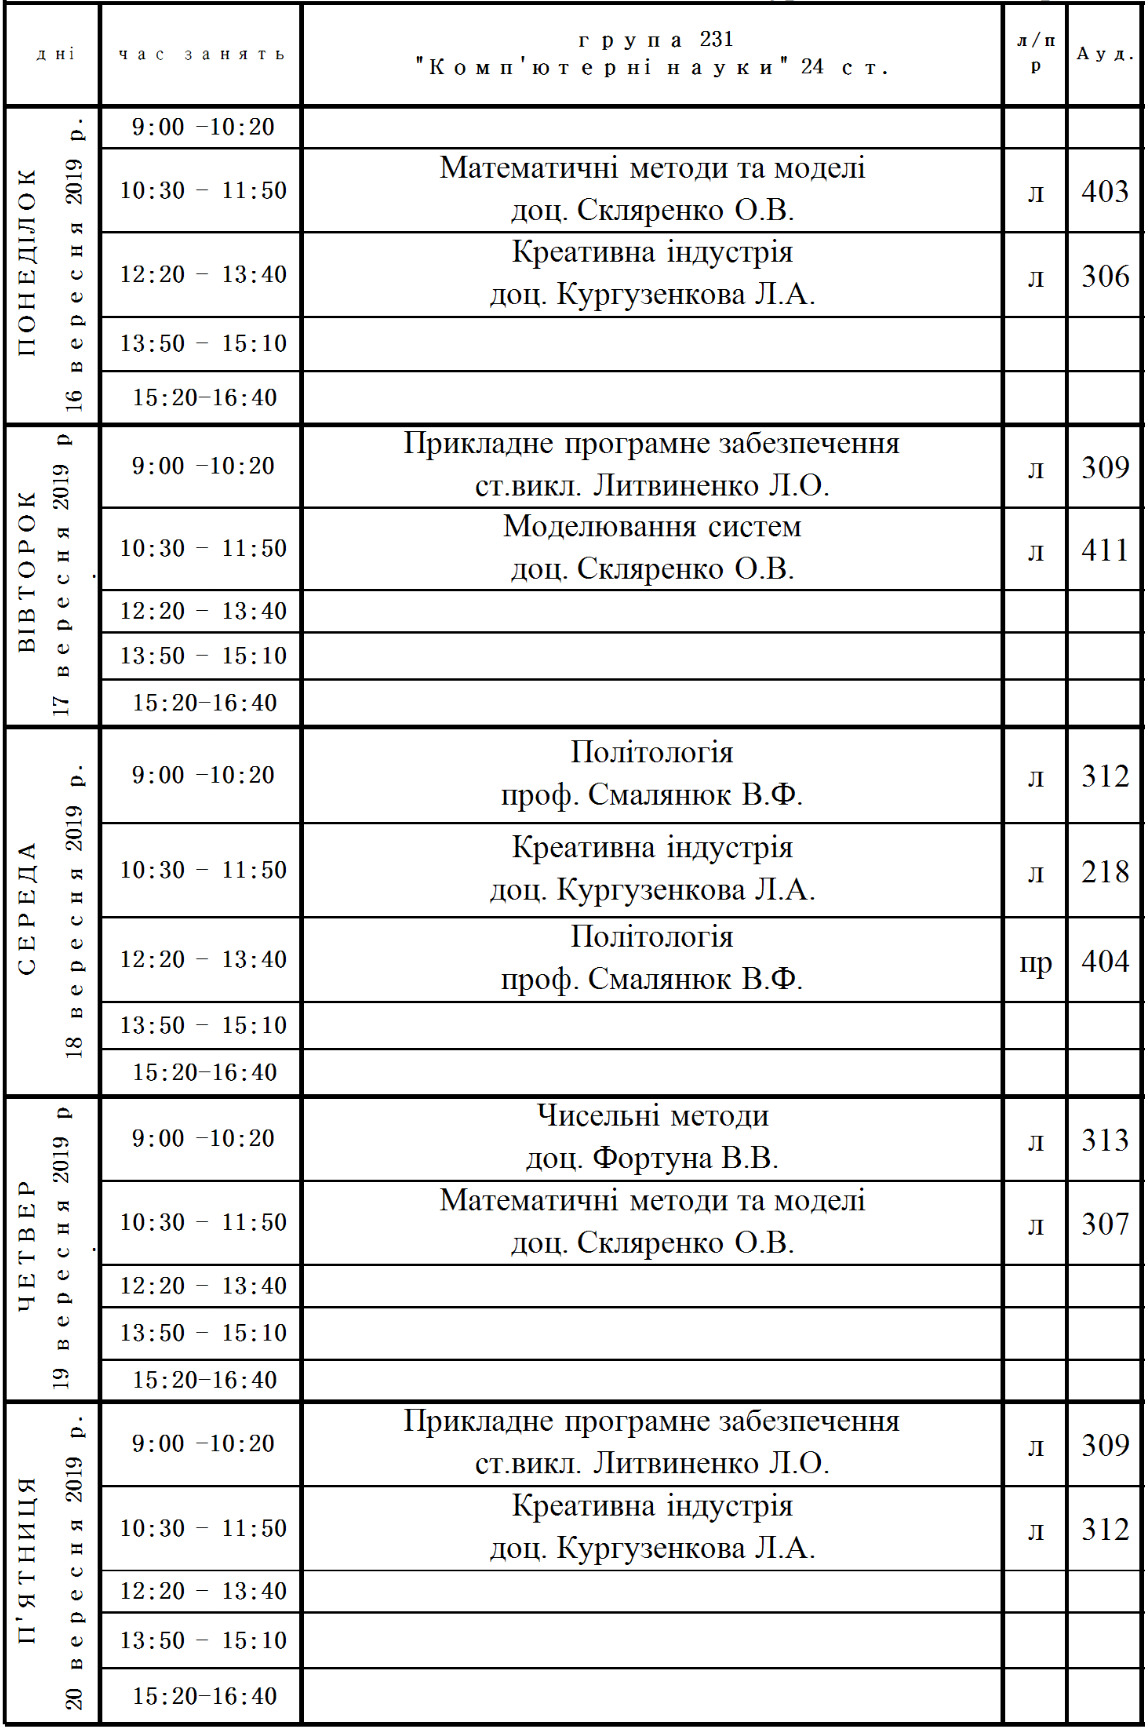 дні
час занять
група 231
"Комп'ютерні науки" 24 ст.
л/п
р
Ауд.
ПОНЕДІЛОК
16 вересня 2019 р.
9:00 –10:20
10:30 – 11:50
Математичні методи та моделі
доц. Скляренко О.В.
л
403
12:20 – 13:40
Креативна індустрія
доц. Кургузенкова Л.А.
л
306
13:50 – 15:10
15:20–16:40
ВІВТОРОК
17 вересня 2019 р
.
9:00 –10:20
Прикладне програмне забезпечення
ст.викл. Литвиненко Л.О.
л
309
10:30 – 11:50
Моделювання систем
доц. Скляренко О.В.
л
411
12:20 – 13:40
13:50 – 15:10
15:20–16:40
СЕРЕДА
18 вересня 2019 р.
9:00 –10:20
Політологія
проф. Смалянюк В.Ф.
л
312
10:30 – 11:50
Креативна індустрія
доц. Кургузенкова Л.А.
л
218
12:20 – 13:40
Політологія
проф. Смалянюк В.Ф.
пр
404
13:50 – 15:10
15:20–16:40
ЧЕТВЕР
19 вересня 2019 р
.
9:00 –10:20
Чисельні методи
доц. Фортуна В.В.
л
313
10:30 – 11:50
Математичні методи та моделі
доц. Скляренко О.В.
л
307
12:20 – 13:40
13:50 – 15:10
15:20–16:40
П'ЯТНИЦЯ
20 вересня 2019 р.
9:00 –10:20
Прикладне програмне забезпечення
ст.викл. Литвиненко Л.О.
л
309
10:30 – 11:50
Креативна індустрія
доц. Кургузенкова Л.А.
л
312
12:20 – 13:40
13:50 – 15:10
15:20–16:40